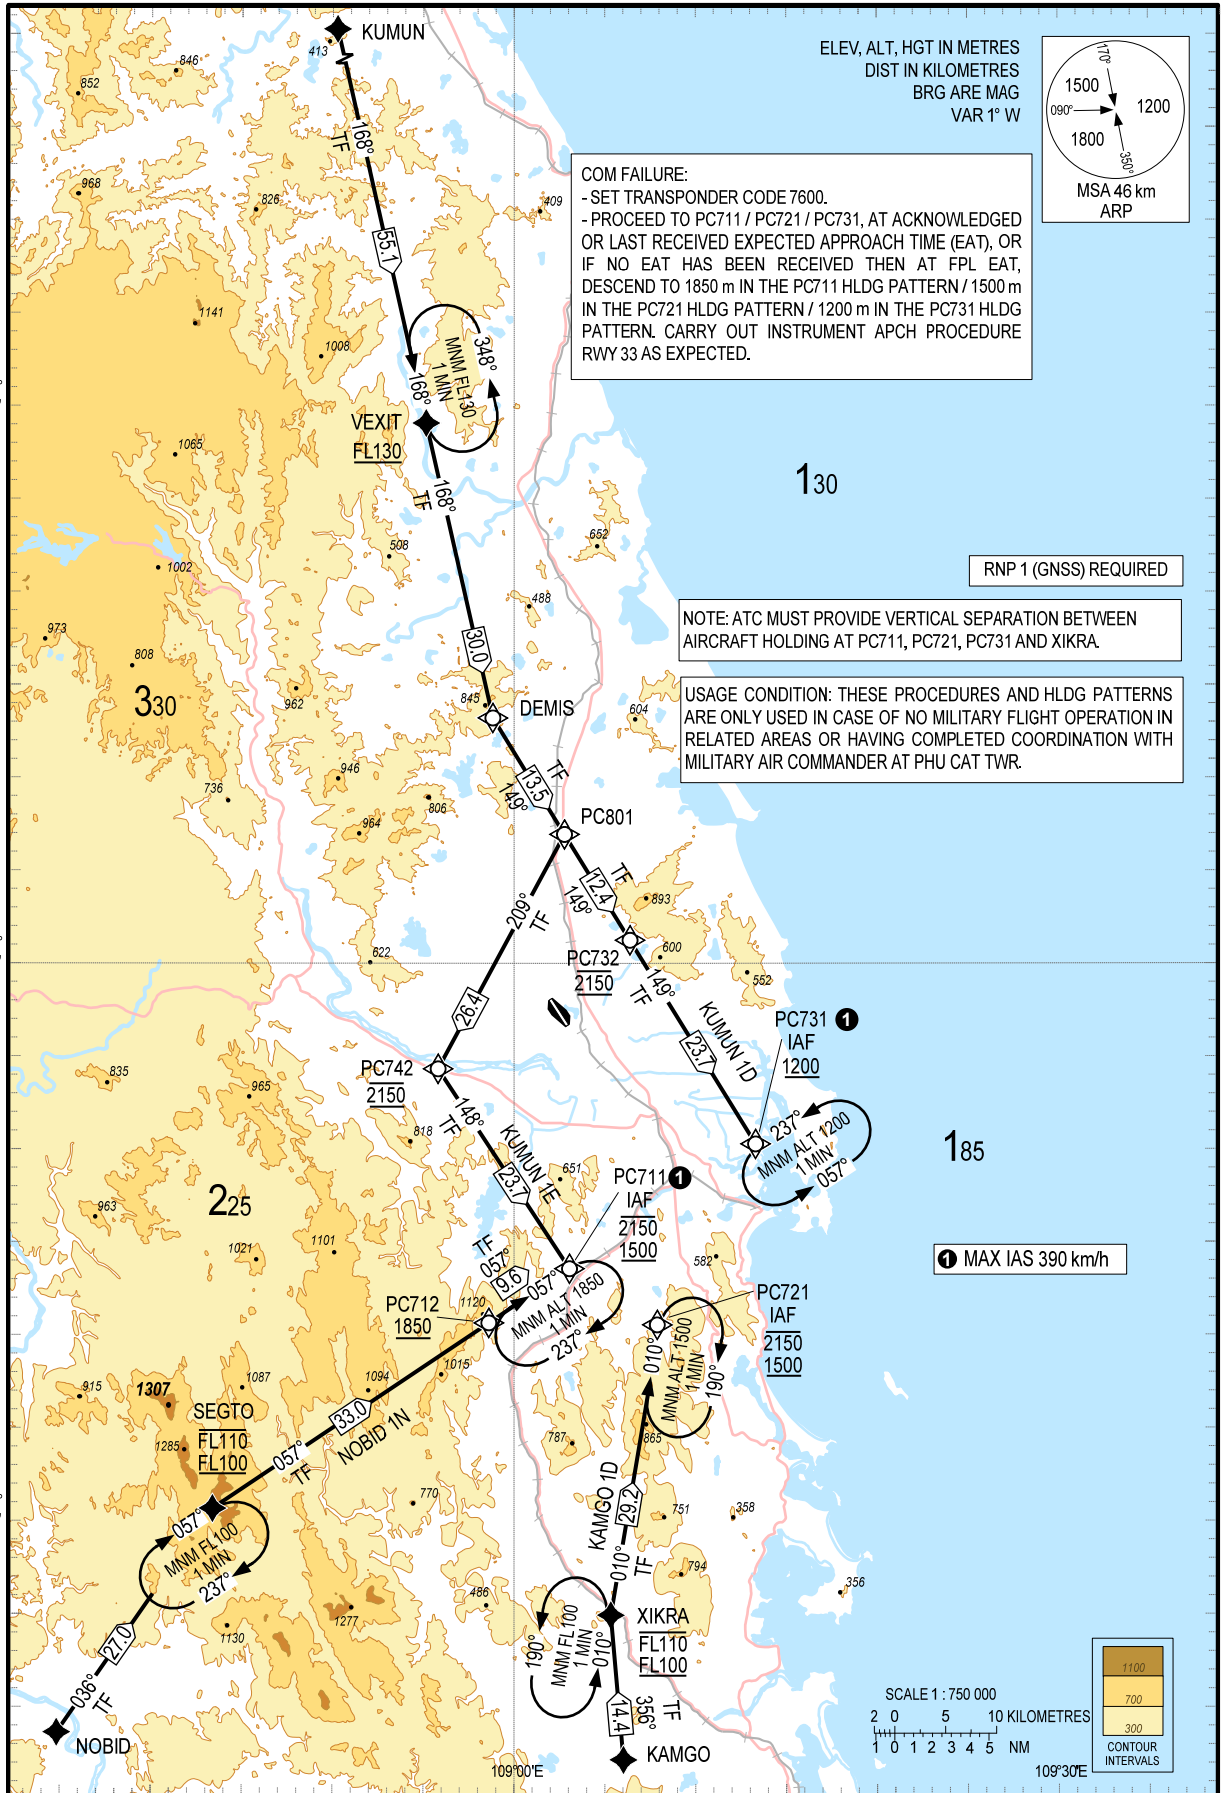 KUMUN
413
846
852
ELEV, ALT, HGT IN METRES
DIST IN KILOMETRES
BRG ARE MAG
VAR 1° W
170°
1500
090°
1200
1800
350°
MSA 46 km
ARP
168°
TF
COM FAILURE:
- SET TRANSPONDER CODE 7600.
- PROCEED TO PC711 / PC721 / PC731, AT ACKNOWLEDGED
OR LAST RECEIVED EXPECTED APPROACH TIME (EAT), OR
IF NO EAT HAS BEEN RECEIVED THEN AT FPL EAT,
DESCEND TO 1850 m IN THE PC711 HLDG PATTERN / 1500 m
IN THE PC721 HLDG PATTERN / 1200 m IN THE PC731 HLDG
PATTERN. CARRY OUT INSTRUMENT APCH PROCEDURE
RWY 33 AS EXPECTED.
968
826
409
55.1
1141
1008
MNM FL130
1 MIN
348°
168°
VEXIT
FL130
1065
168°
TF
130
508
652
1002
RNP 1 (GNSS) REQUIRED
488
NOTE: ATC MUST PROVIDE VERTICAL SEPARATION BETWEEN
AIRCRAFT HOLDING AT PC711, PC721, PC731 AND XIKRA.
973
808
30.0
330
962
845
DEMIS
604
USAGE CONDITION: THESE PROCEDURES AND HLDG PATTERNS
ARE ONLY USED IN CASE OF NO MILITARY FLIGHT OPERATION IN
RELATED AREAS OR HAVING COMPLETED COORDINATION WITH
MILITARY AIR COMMANDER AT PHU CAT TWR.
946
736
806
964
TF
13.5
149°
PC801
TF
12.4
149°
893
209°
TF
622
PC732
2150
600
552
149°
TF
26.4
KUMUN 1D
23.7
PC731 1
IAF
1200
PC742
2150
835
965
818
148°
TF
KUMUN 1E
23.7
237°
MNM ALT 1200
1 MIN
057°
185
651
PC711 1
IAF
2150
1500
963
225
1021
1101
TF
057°
9.6
582
1 MAX IAS 390 km/h
PC712
1850
1120
057°
MNM ALT 1850
1 MIN
237°
PC721
IAF
2150
1500
010°
MNM ALT 1500
1 MIN
190°
915
1307
1087
1094
1015
SEGTO
FL110
FL100
1285
33.0
NOBID 1N
057°
TF
787
865
770
KAMGO 1D
29.2
751
358
057°
MNM FL100
1 MIN
237°
010°
TF
794
356
1277
486
1130
27.0
036°
TF
190°
MNM FL100
1 MIN
010°
XIKRA
FL110
FL100
14.4
356°
TF
NOBID
KAMGO
SCALE 1 : 750 000
2 0 5 10 KILOMETRES
1 0 1 2 3 4 5 NM
1100
700
300
CONTOUR
INTERVALS
109°00'E
109°30'E